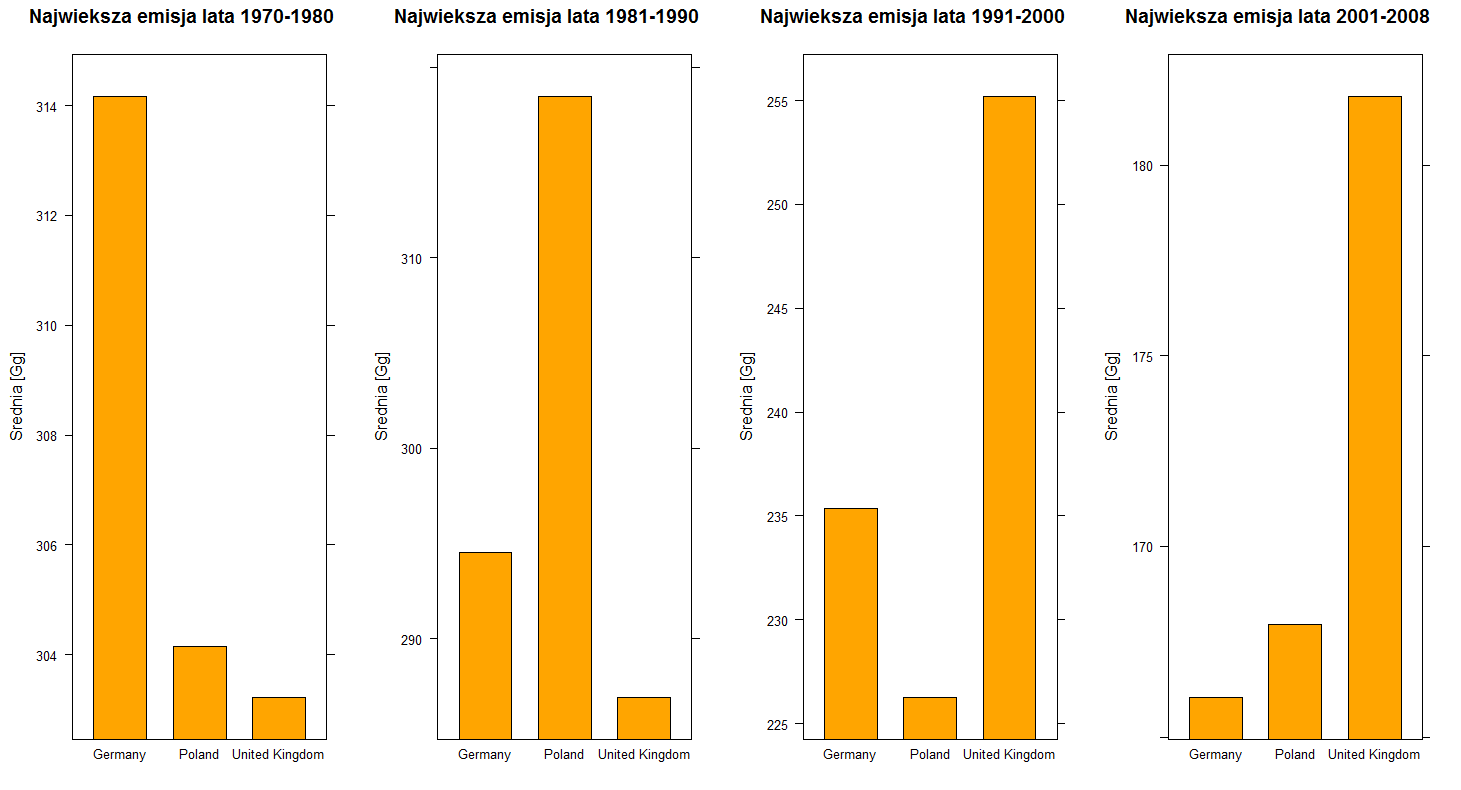 Najwieksza emisja lata 1970-1980
Srednia [Gg]
314
312
310
308
306
304
Germany Poland United Kingdom
Najwieksza emisja lata 1981-1990
Srednia [Gg]
310
300
290
Germany Poland United Kingdom
Najwieksza emisja lata 1991-2000
Srednia [Gg]
255
250
245
240
235
230
225
Germany Poland United Kingdom
Najwieksza emisja lata 2001-2008
Srednia [Gg]
180
175
170
Germany Poland United Kingdom